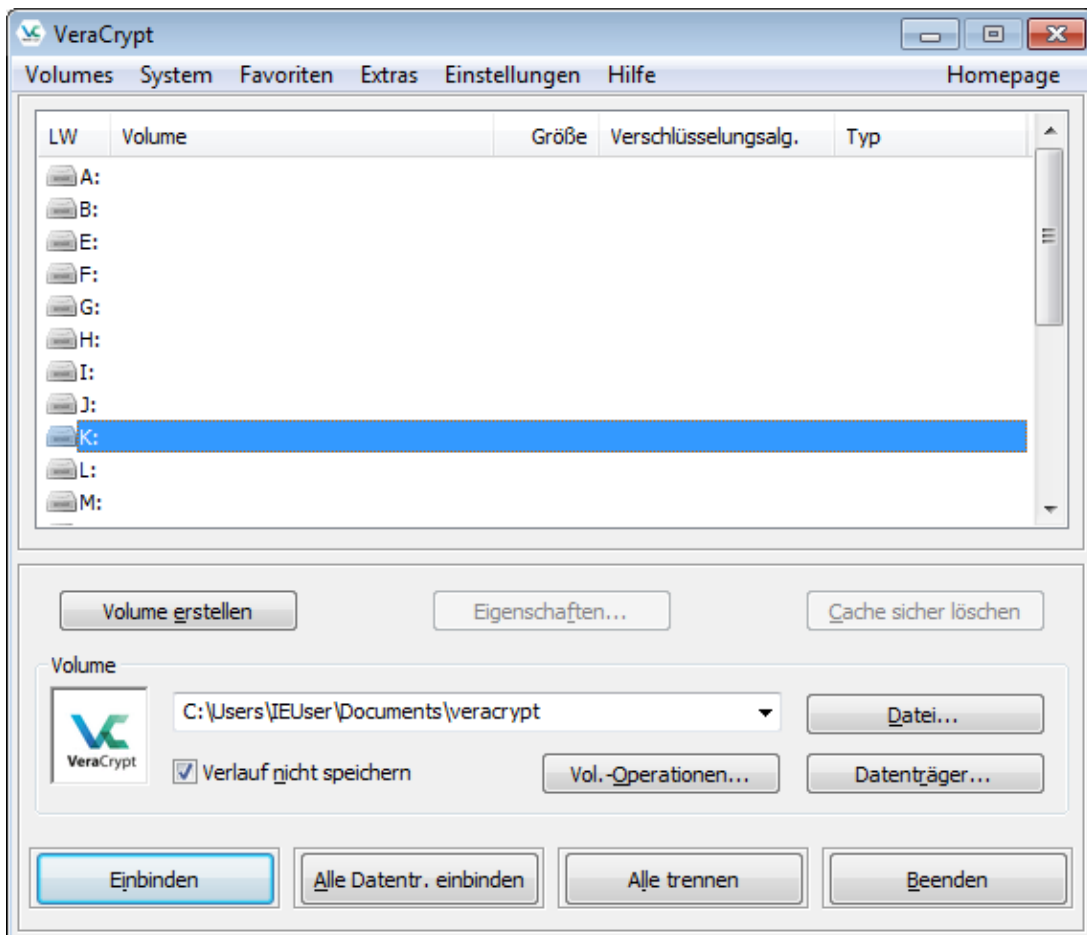 VeraCrypt
Volumes System Favoriten Extras Einstellungen Hilfe Homepage
LW Volume Größe Verschlüsselungsalg. Typ
A:
B:
E:
F:
G:
H:
I:
J:
K:
L:
M:
Volume erstellen Eigenschaften... Cache sicher löschen
Volume
C:\Users\IEUser\Documents\veracrypt Datei...
VeraCrypt
Verlauf nicht speichern Vol.-Operationen... Datenträger...
Einbinden Alle Datentr. einbinden Alle trennen Beenden